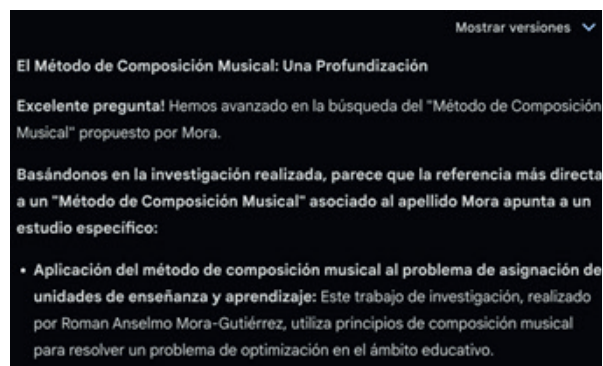 Mostrar versiones
El Método de Composición Musical: Una Profundización
Excelente pregunta! Hemos avanzado en la búsqueda del "Método de Composición
Musical" propuesto por Mora.
Basándonos en la investigación realizada, parece que la referencia más directa
a un "Método de Composición Musical" asociado al apellido Mora apunta a un
estudio específico:
• Aplicación del método de composición musical al problema de asignación de
unidades de enseñanza y aprendizaje: Este trabajo de investigación, realizado
por Roman Anselmo Mora-Gutiérrez, utiliza principios de composición musical
para resolver un problema de optimización en el ámbito educativo.